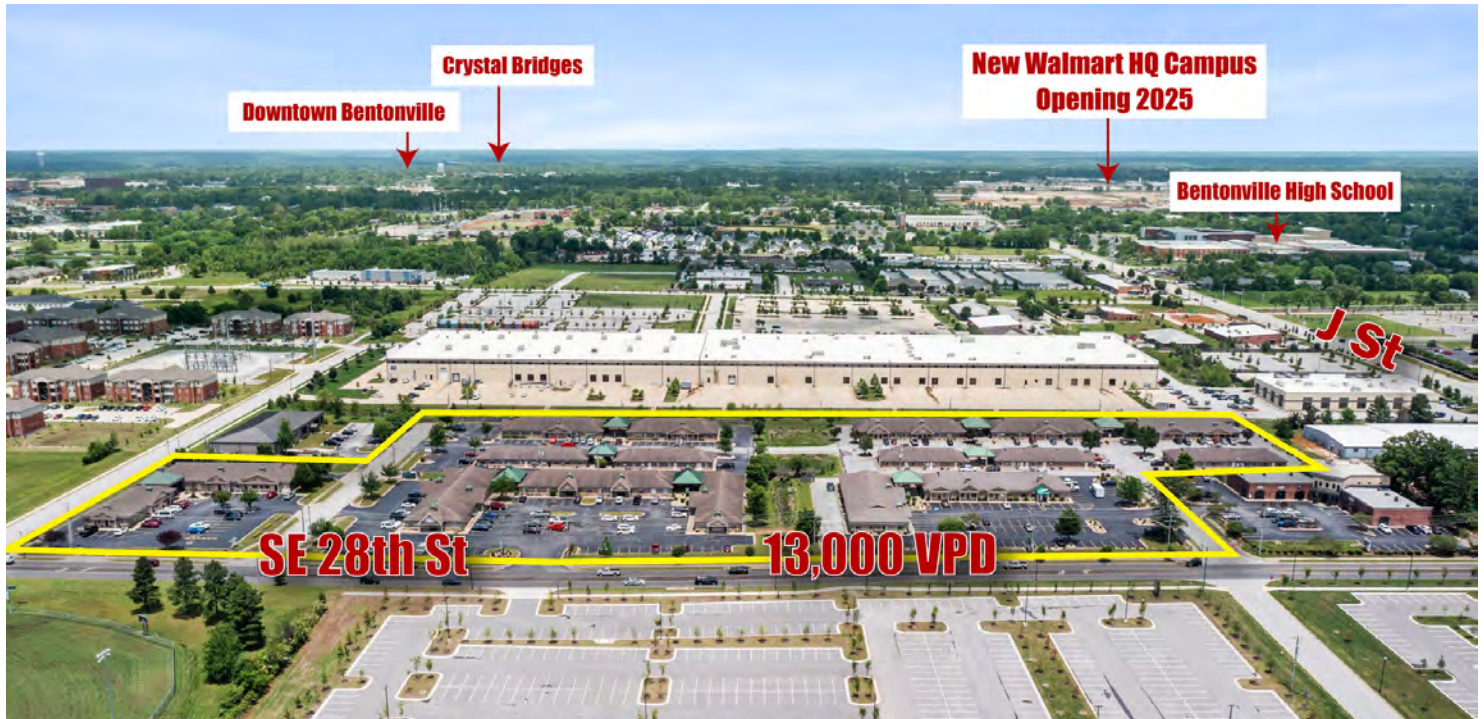 Crystal Bridges
New Walmart HQ Campus
Opening 2025
Downtown Bentonville
Bentonville High School
J St
SE 28th St
13,000 VPD